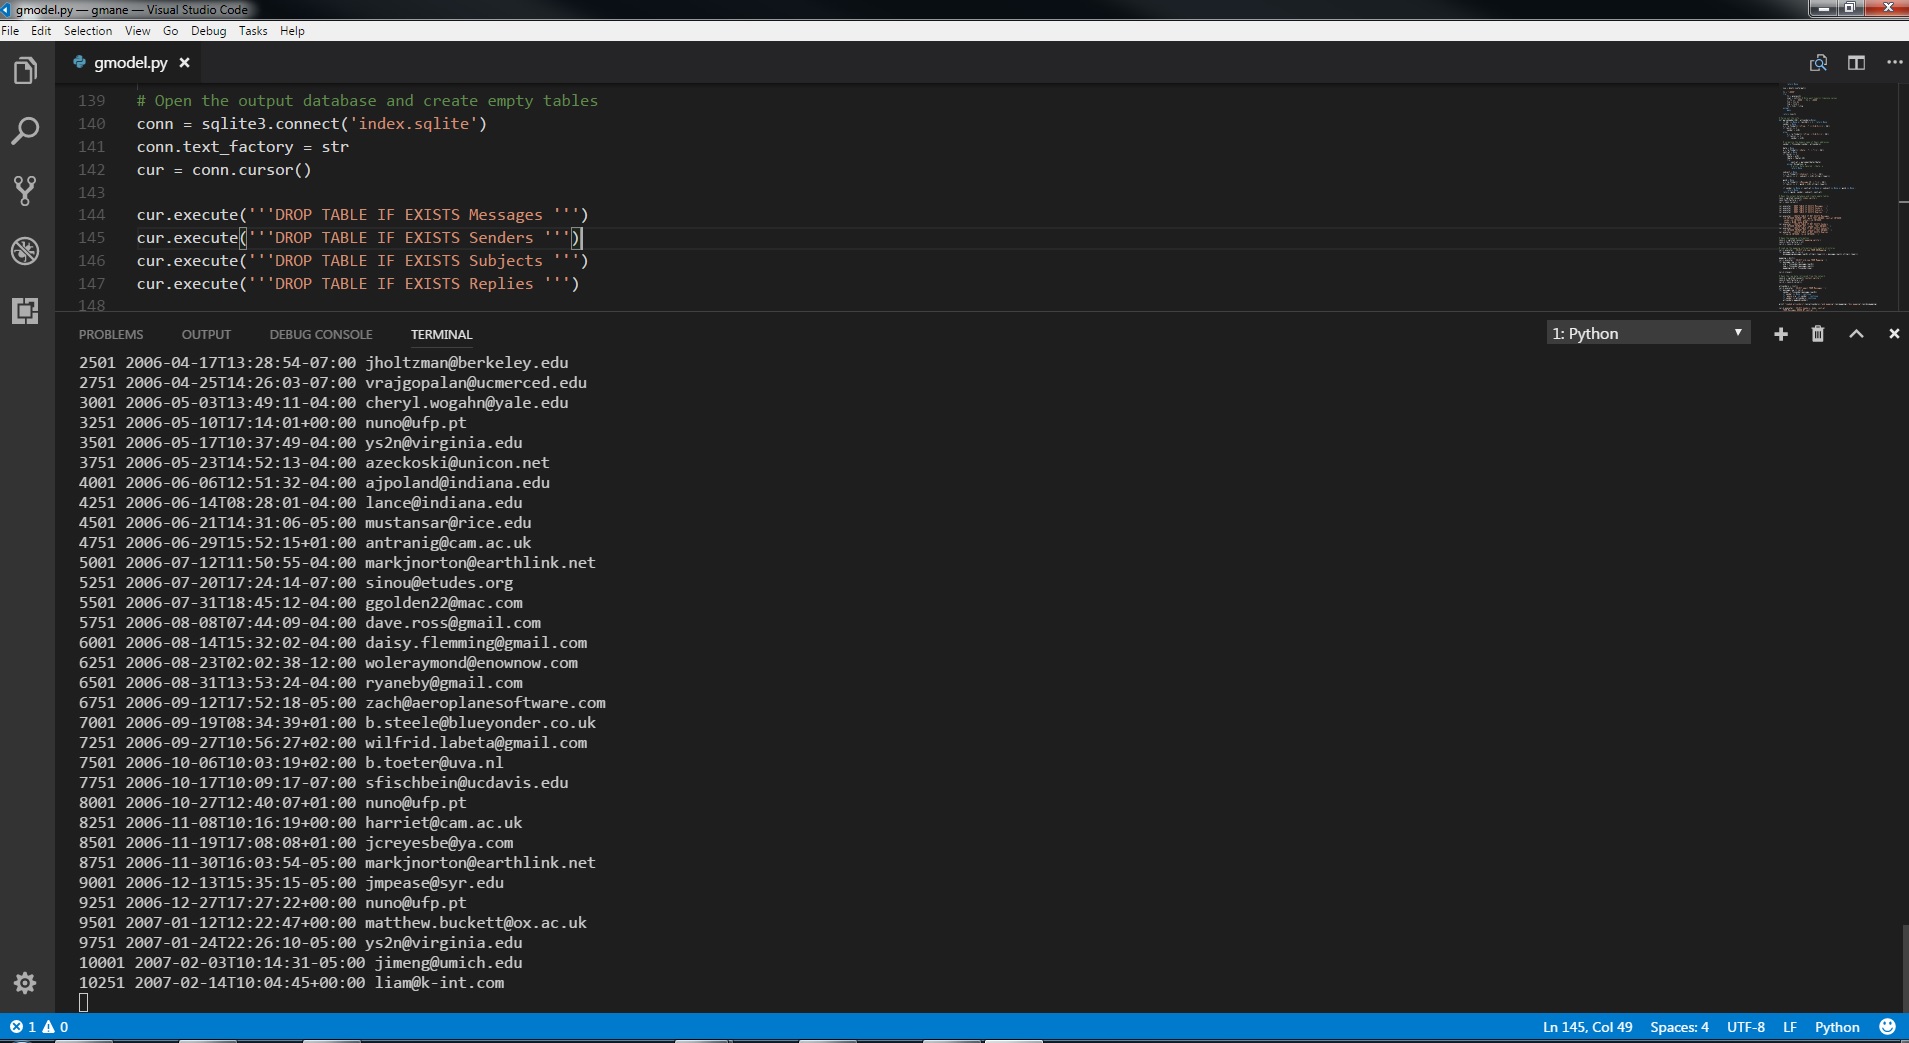 gmodel.py — gmane — Visual Studio Code
File Edit Selection View Go Debug Tasks Help
gmodel.py
139 # Open the output database and create empty tables
140 conn = sqlite3.connect('index.sqlite')
141 conn.text_factory = str
142 cur = conn.cursor()
143
144 cur.execute('''DROP TABLE IF EXISTS Messages ''')
145 cur.execute('''DROP TABLE IF EXISTS Senders ''')
146 cur.execute('''DROP TABLE IF EXISTS Subjects ''')
147 cur.execute('''DROP TABLE IF EXISTS Replies ''')
148
PROBLEMS OUTPUT DEBUG CONSOLE TERMINAL 1: Python
2501 2006-04-17T13:28:54-07:00 jholtzman@berkeley.edu
2751 2006-04-25T14:26:03-07:00 vrajgopalan@ucmerced.edu
3001 2006-05-03T13:49:11-04:00 cheryl.wogahn@yale.edu
3251 2006-05-10T17:14:01+00:00 nuno@ufp.pt
3501 2006-05-17T10:37:49-04:00 ys2n@virginia.edu
3751 2006-05-23T14:52:13-04:00 azeckoski@unicon.net
4001 2006-06-06T12:51:32-04:00 ajpoland@indiana.edu
4251 2006-06-14T08:28:01-04:00 lance@indiana.edu
4501 2006-06-21T14:31:06-05:00 mustansar@rice.edu
4751 2006-06-29T15:52:15+01:00 antranig@cam.ac.uk
5001 2006-07-12T11:50:55-04:00 markjnorton@earthlink.net
5251 2006-07-20T17:24:14-07:00 sinou@etudes.org
5501 2006-07-31T18:45:12-04:00 ggolden22@mac.com
5751 2006-08-08T07:44:09-04:00 dave.ross@gmail.com
6001 2006-08-14T15:32:02-04:00 daisy.flemming@gmail.com
6251 2006-08-23T02:02:38-12:00 woleraymond@enownow.com
6501 2006-08-31T13:53:24-04:00 ryaneby@gmail.com
6751 2006-09-12T17:52:18-05:00 zach@aeroplanesoftware.com
7001 2006-09-19T08:34:39+01:00 b.steele@blueyonder.co.uk
7251 2006-09-27T10:56:27+02:00 wilfrid.labeta@gmail.com
7501 2006-10-06T10:03:19+02:00 b.toeter@uva.nl
7751 2006-10-17T10:09:17-07:00 sfischbein@ucdavis.edu
8001 2006-10-27T12:40:07+01:00 nuno@ufp.pt
8251 2006-11-08T10:16:19+00:00 harriet@cam.ac.uk
8501 2006-11-19T17:08:08+01:00 jcreyesbe@ya.com
8751 2006-11-30T16:03:54-05:00 markjnorton@earthlink.net
9001 2006-12-13T15:35:15-05:00 jmpease@syr.edu
9251 2006-12-27T17:27:22+00:00 nuno@ufp.pt
9501 2007-01-12T12:22:47+00:00 matthew.buckett@ox.ac.uk
9751 2007-01-24T22:26:10-05:00 ys2n@virginia.edu
10001 2007-02-03T10:14:31-05:00 jimeng@umich.edu
10251 2007-02-14T10:04:45+00:00 liam@k-int.com
1 0 Ln 145, Col 49 Spaces: 4 UTF-8 LF Python